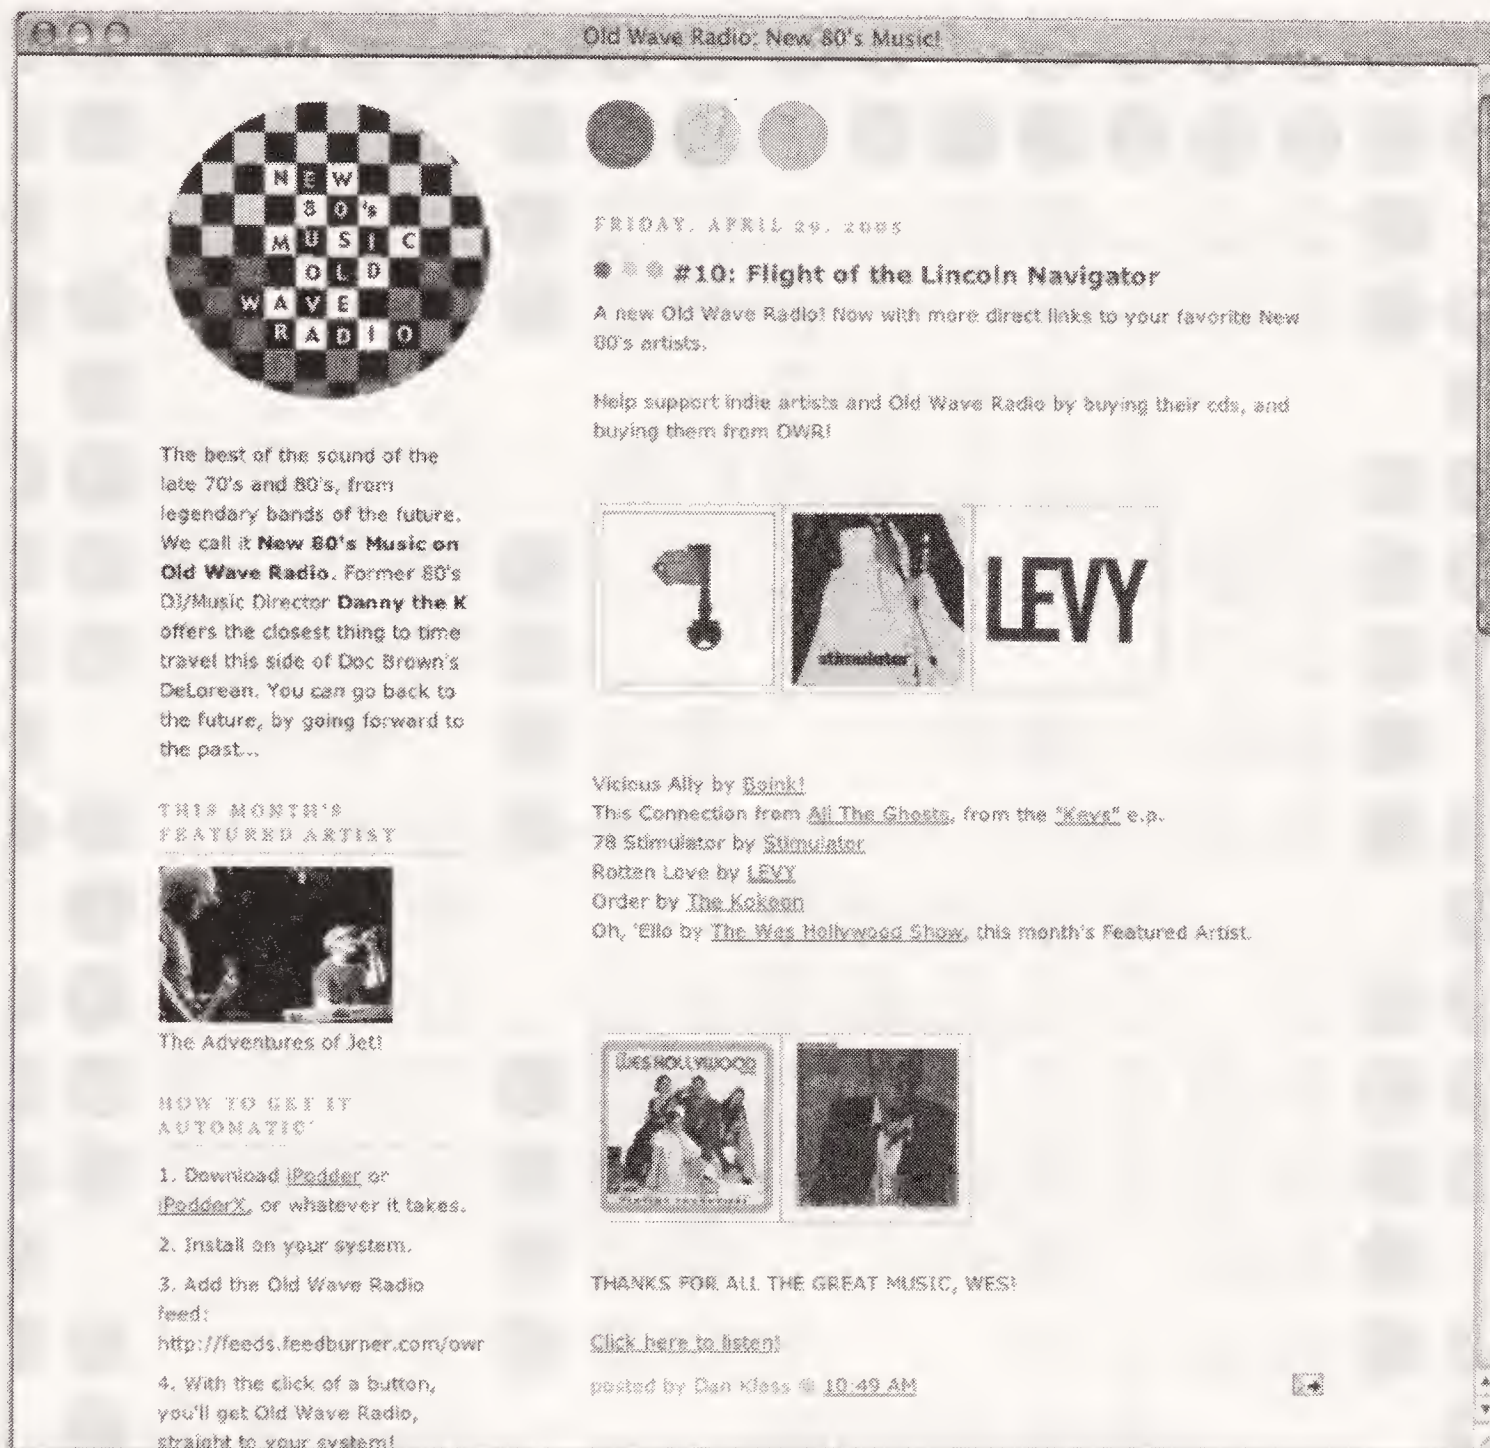 Old Wave Radio: New 80's Music!
NEW
80's
MUSIC
OLD
WAVE
RADIO
The best of the sound of the
late 70's and 80's, from
legendary bands of the future.
We call it New 80's Music on
Old Wave Radio. Former 80's
DJ/Music Director Danny the K
offers the closest thing to time
travel this side of Doc Brown's
DeLorean. You can go back to
the future, by going forward to
the past...
THIS MONTH'S
FEATURED ARTIST
The Adventures of Jet!
HOW TO GET IT
AUTOMATIC'
1. Download iPodder or
iPodderX, or whatever it takes.
2. Install on your system.
3. Add the Old Wave Radio
feed:
http://feeds.feedburner.com/owr
4. With the click of a button,
you'll get Old Wave Radio,
straight to your system!
FRIDAY, APRIL 29, 2005
#10: Flight of the Lincoln Navigator
A new Old Wave Radio! Now with more direct links to your favorite New
80's artists.
Help support indie artists and Old Wave Radio by buying their cds, and
buying them from OWR!
stimulator
LEVY
Vicious Ally by Boink!
This Connection from All The Ghosts, from the "Keys" e.p.
78 Stimulator by Stimulator
Rotten Love by LEVY
Order by The Kokoon
Oh, 'Ello by The Wes Hollywood Show, this month's Featured Artist.
WES HOLLYWOOD
THANKS FOR ALL THE GREAT MUSIC, WES!
Click here to listen!
posted by Dan Klass @ 10:49 AM